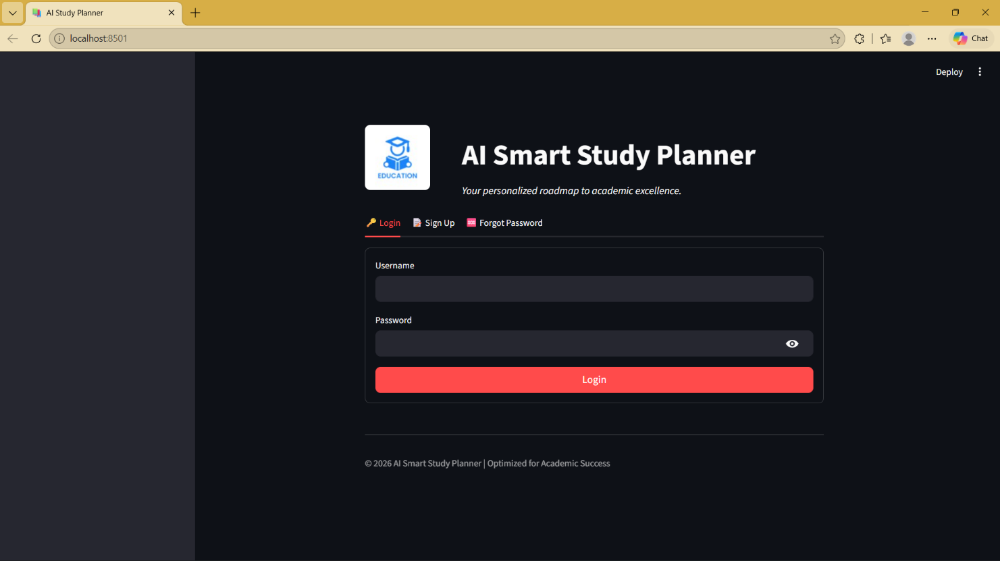 AI Study Planner
localhost:8501
Chat
Deploy
EDUCATION
AI Smart Study Planner
Your personalized roadmap to academic excellence.
🔑 Login 📝 Sign Up 🆘 Forgot Password
Username
Password
Login
© 2026 AI Smart Study Planner | Optimized for Academic Success